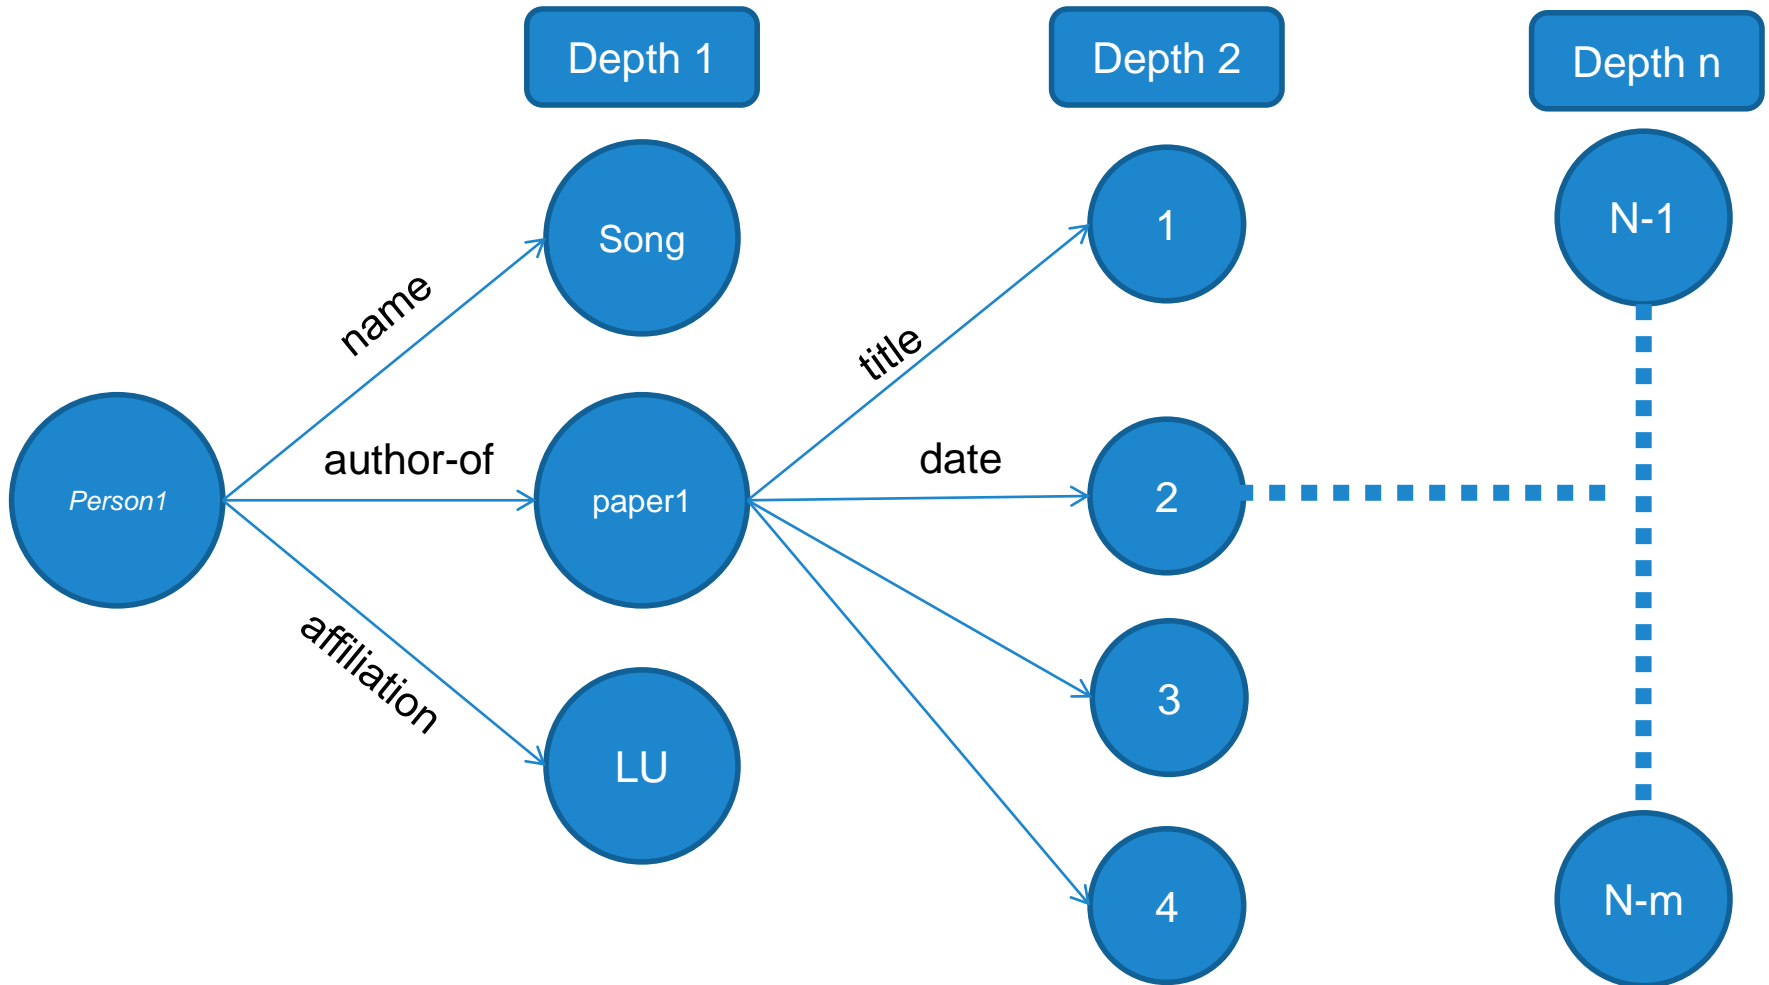 Depth 1
Depth 2
Depth n
Song
1
N-1
name
title
Person1
author-of
paper1
date
2
affiliation
3
LU
4
N-m